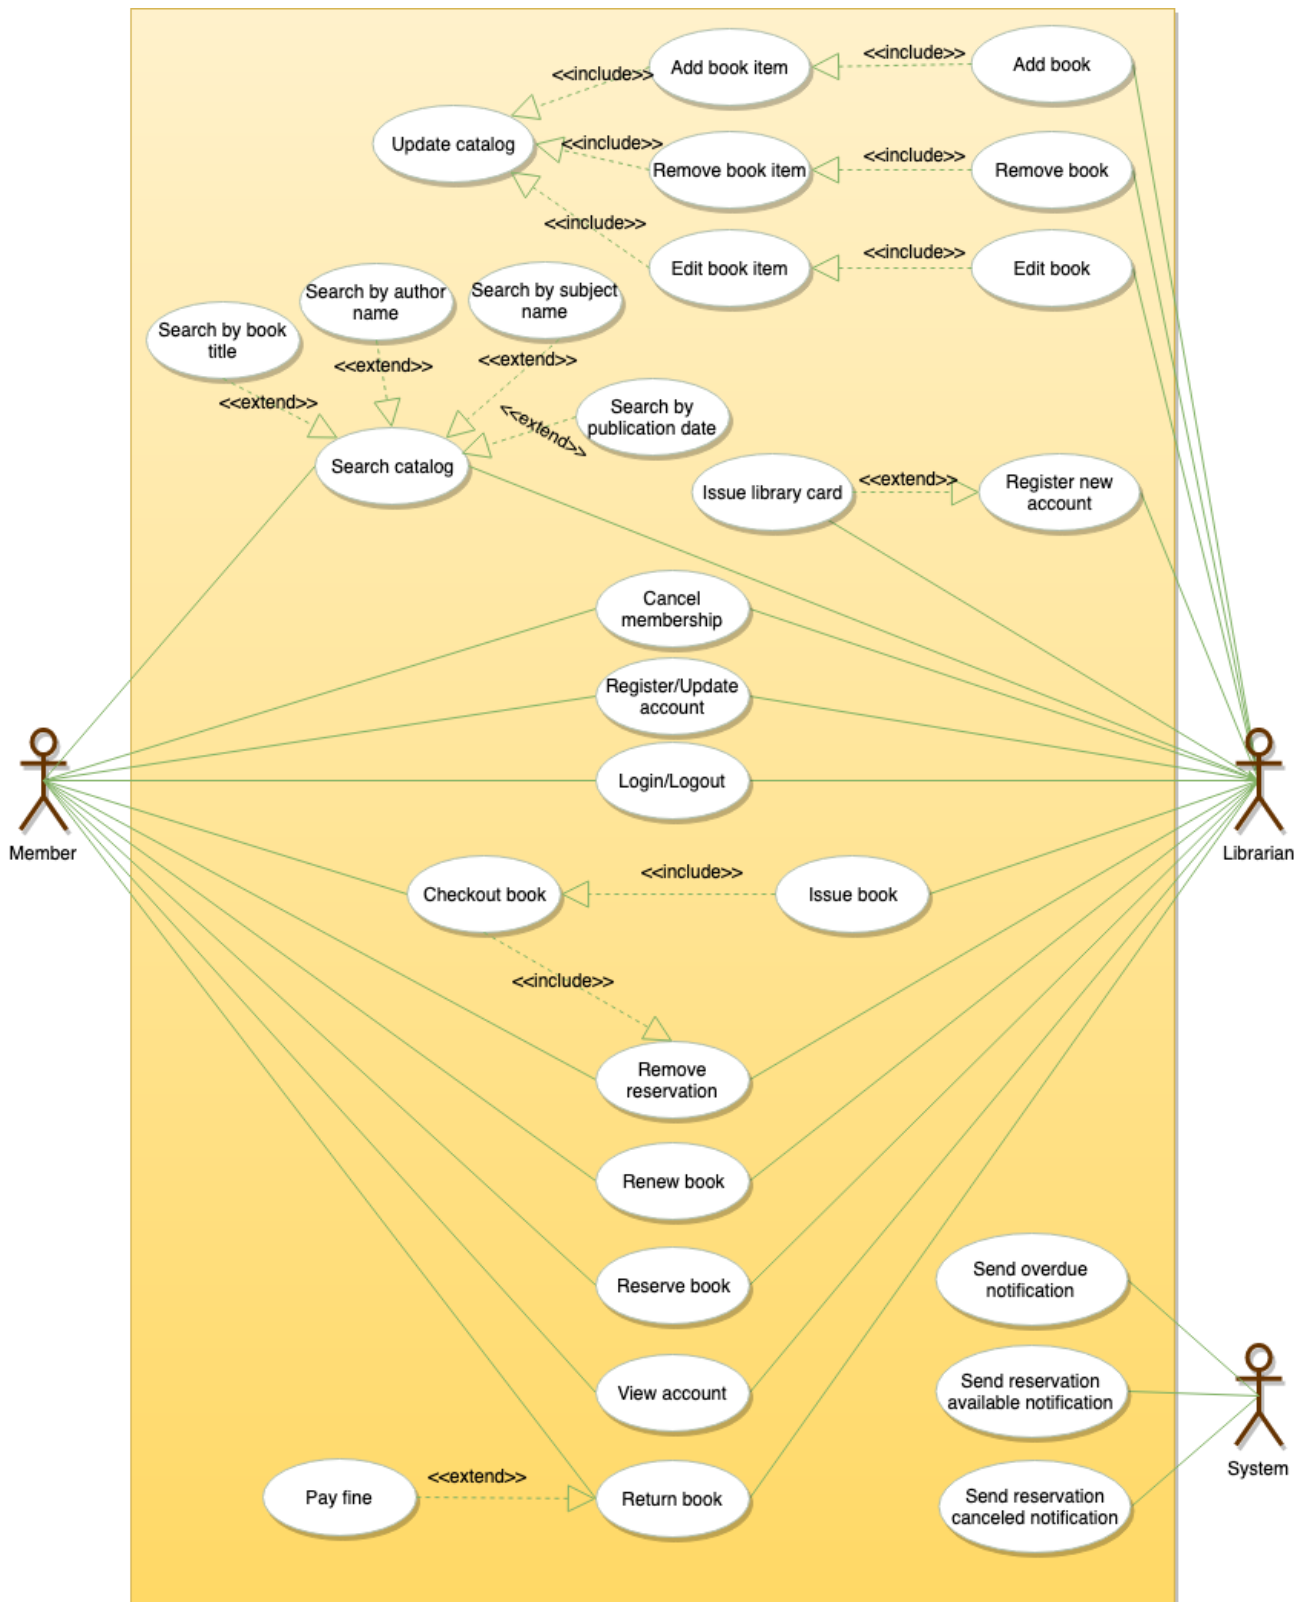 <<include>>
Add book item
<<include>>
Add book
Update catalog
<<include>>
Remove book item
<<include>>
Remove book
<<include>>
Edit book item
<<include>>
Edit book
Search by book
title
Search by author
name
Search by subject
name
<<extend>>
<<extend>>
<<extend>>
<<extend>>
Search by
publication date
Search catalog
Issue library card
<<extend>>
Register new
account
Cancel
membership
Register/Update
account
Login/Logout
Member
Librarian
Checkout book
<<include>>
Issue book
<<include>>
Remove
reservation
Renew book
Reserve book
View account
Pay fine
<<extend>>
Return book
Send overdue
notification
Send reservation
available notification
Send reservation
canceled notification
System